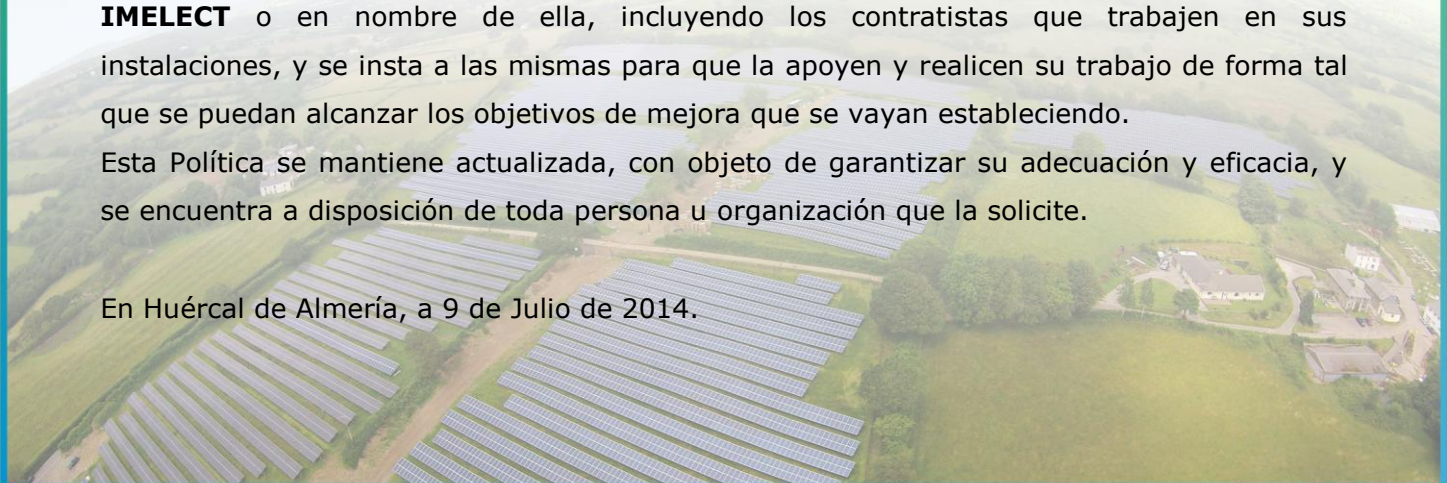 IMELECT o en nombre de ella, incluyendo los contratistas que trabajen en sus
instalaciones, y se insta a las mismas para que la apoyen y realicen su trabajo de forma tal
que se puedan alcanzar los objetivos de mejora que se vayan estableciendo.
Esta Política se mantiene actualizada, con objeto de garantizar su adecuación y eficacia, y
se encuentra a disposición de toda persona u organización que la solicite.
En Huércal de Almería, a 9 de Julio de 2014.